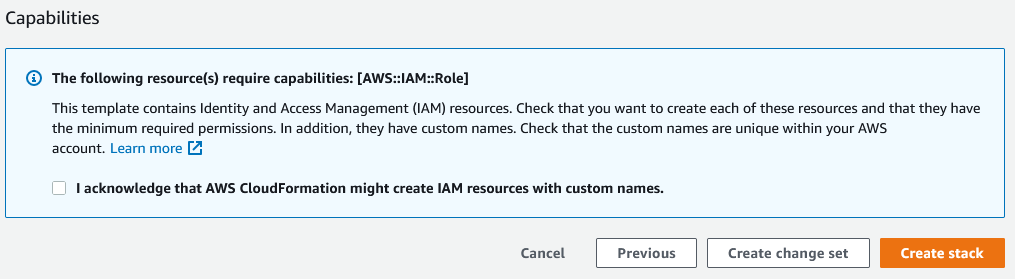 Capabilities
The following resource(s) require capabilities: [AWS::IAM::Role]
This template contains Identity and Access Management (IAM) resources. Check that you want to create each of these resources and that they have
the minimum required permissions. In addition, they have custom names. Check that the custom names are unique within your AWS
account. Learn more
I acknowledge that AWS CloudFormation might create IAM resources with custom names.
Cancel Previous Create change set Create stack